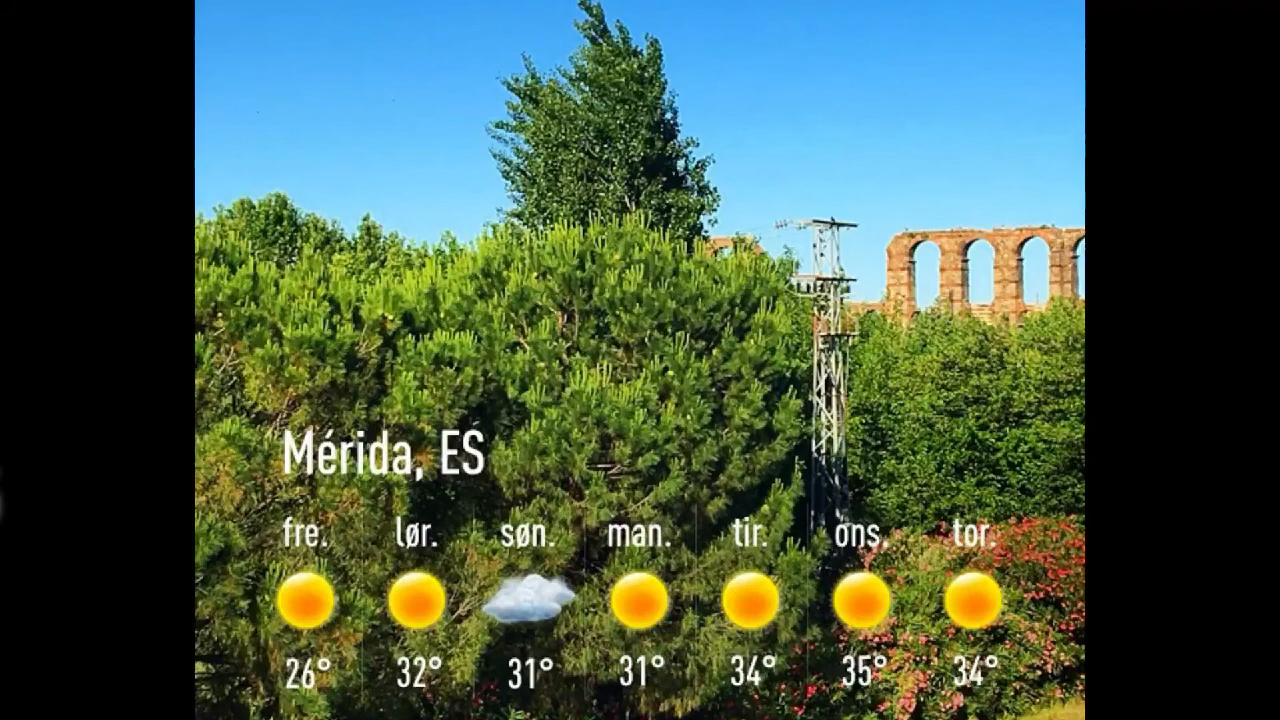 Mérida, ES
fre. lør. søn. man. tir. ons. tor.
26° 32° 31° 31° 34° 35° 34°